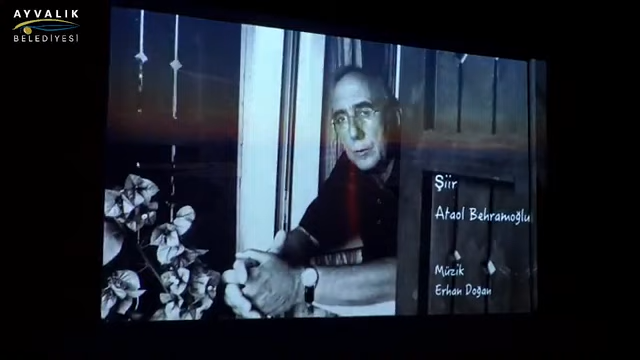 AYVALIK
BELEDİYESİ
Şiir
Ataol Behramoğlu
Müzik
Erhan Doğan